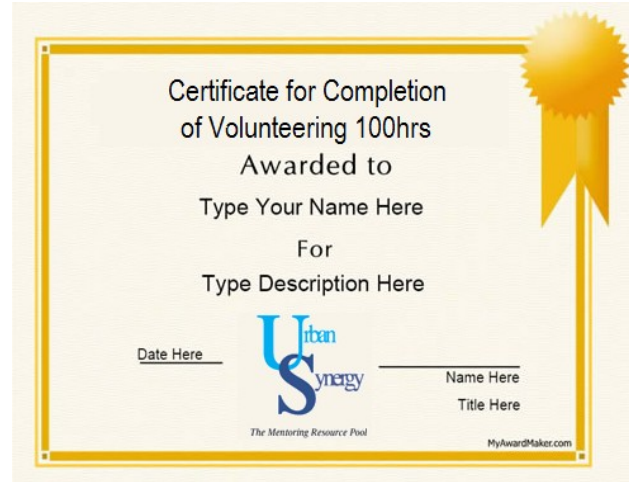 Certificate for Completion
of Volunteering 100hrs
Awarded to
Type Your Name Here
For
Type Description Here
Urban
Synergy
The Mentoring Resource Pool
Date Here
Name Here
Title Here
MyAwardMaker.com